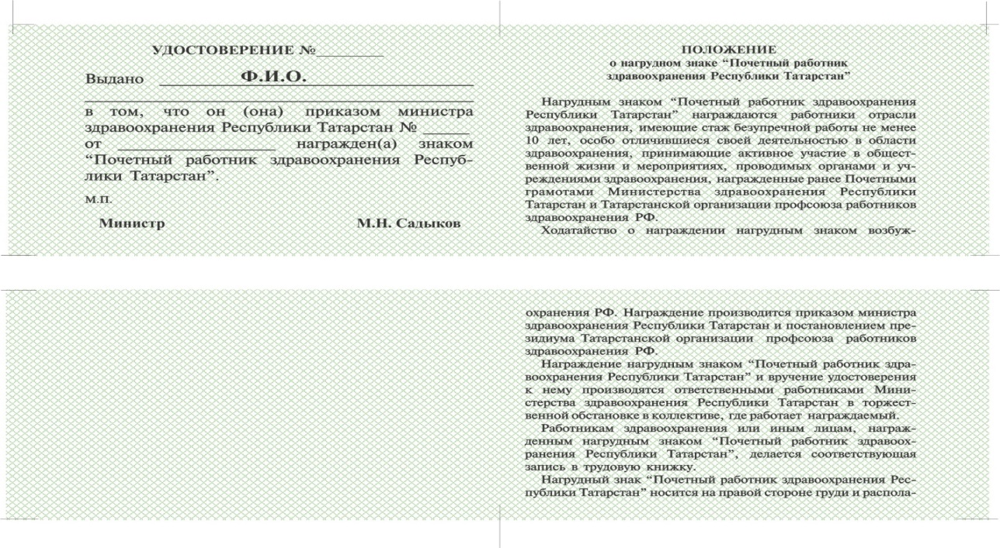 УДОСТОВЕРЕНИЕ №_________
Выдано Ф.И.О.
в том, что он (она) приказом министра
здравоохранения Республики Татарстан № ______
от ____________________ награжден(а) знаком
“Почетный работник здравоохранения Респуб-
лики Татарстан”.
М.П.
Министр М.Н. Садыков
ПОЛОЖЕНИЕ
о нагрудном знаке “Почетный работник
здравоохранения Республики Татарстан”
Нагрудным знаком “Почетный работник здравоохранения
Республики Татарстан” награждаются работники отрасли
здравоохранения, имеющие стаж безупречной работы не менее
10 лет, особо отличившиеся своей деятельностью в области
здравоохранения, принимающие активное участие в общест-
венной жизни и мероприятиях, проводимых органами и уч-
реждениями здравоохранения, награжденные ранее Почетными
грамотами Министерства здравоохранения Республики
Татарстан и Татарстанской организации профсоюза работников
здравоохранения РФ.
Ходатайство о награждении нагрудным знаком возбуж-
охранения РФ. Награждение производится приказом министра
здравоохранения Республики Татарстан и постановлением пре-
зидиума Татарстанской организации профсоюза работников
здравоохранения РФ.
Награждение нагрудным знаком “Почетный работник здра-
воохранения Республики Татарстан” и вручение удостоверения
к нему производятся ответственными работниками Мини-
стерства здравоохранения Республики Татарстан в торжест-
венной обстановке в коллективе, где работает награждаемый.
Работникам здравоохранения или иным лицам, награж-
денным нагрудным знаком “Почетный работник здравоох-
ранения Республики Татарстан”, делается соответствующая
запись в трудовую книжку.
Нагрудный знак “Почетный работник здравоохранения Рес-
публики Татарстан” носится на правой стороне груди и распола-